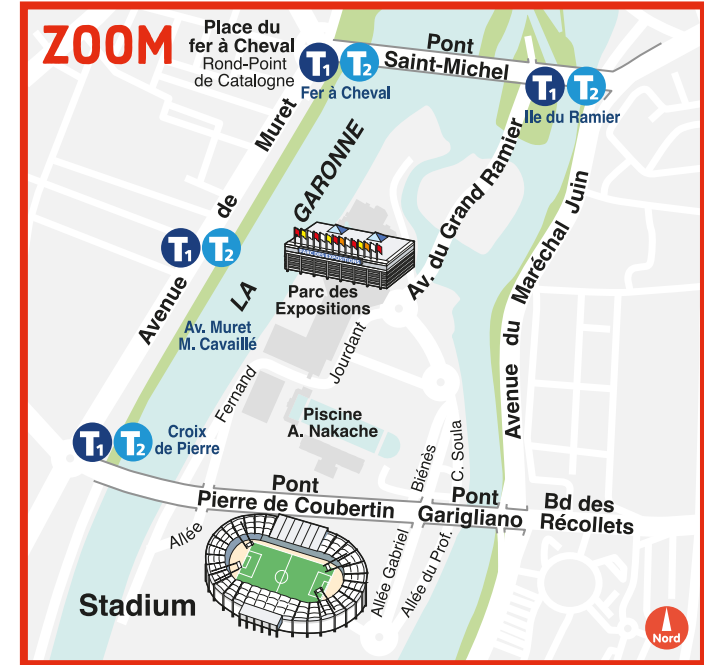 ZOOM
Place du
fer à Cheval
Rond-Point
de Catalogne
T1 T2
Fer à Cheval
Pont
Saint-Michel
T1 T2
Ile du Ramier
Avenue de Muret
LA GARONNE
T1 T2
Av. Muret
M. Cavaillé
PARC DES EXPOSITIONS
Parc des
Expositions
Av. du Grand Ramier
Avenue du Maréchal Juin
Allée Fernand Jourdant
Piscine
A. Nakache
T1 T2
Croix
de Pierre
Pont
Pierre de Coubertin
Allée Gabriel Biénès
Allée du Prof. C. Soula
Pont
Garigliano
Bd des
Récollets
Stadium
Nord